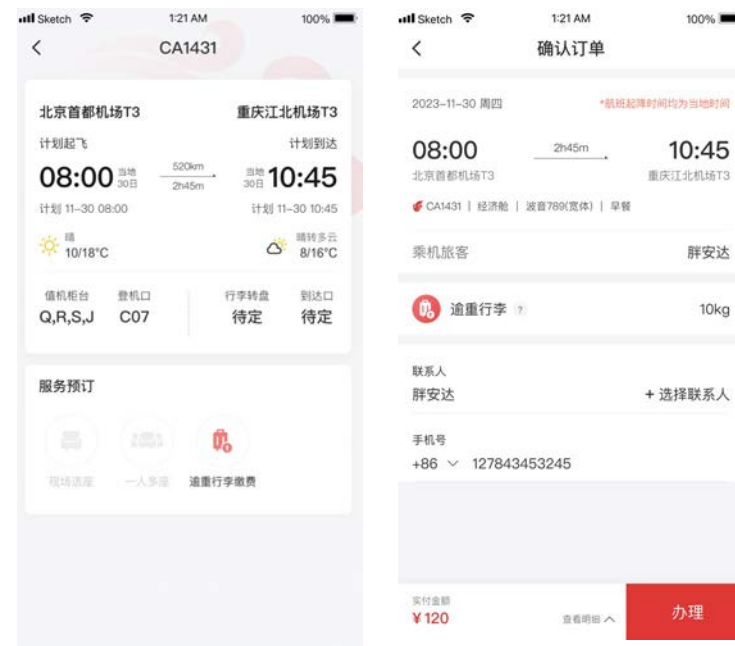 Sketch 1:21 AM 100%
CA1431
北京首都机场T3 重庆江北机场T3
计划起飞 计划到达
08:00 当地 30日 520km 2h45m 当地 30日 10:45
计划 11-30 08:00 计划 11-30 10:45
晴 10/18°C 晴转多云 8/16°C
值机柜台 登机口 行李转盘 到达口
Q,R,S,J C07 待定 待定
服务预订
现场选座 一人多座 逾重行李缴费
Sketch 1:21 AM 100%
确认订单
2023-11-30 周四 *航班起降时间均为当地时间
08:00 2h45m 10:45
北京首都机场T3 重庆江北机场T3
CA1431 | 经济舱 | 波音789(宽体) | 早餐
乘机旅客 胖安达
逾重行李 ? 10kg
联系人
胖安达 + 选择联系人
手机号
+86 127843453245
实付金额
¥120 查看明细 办理